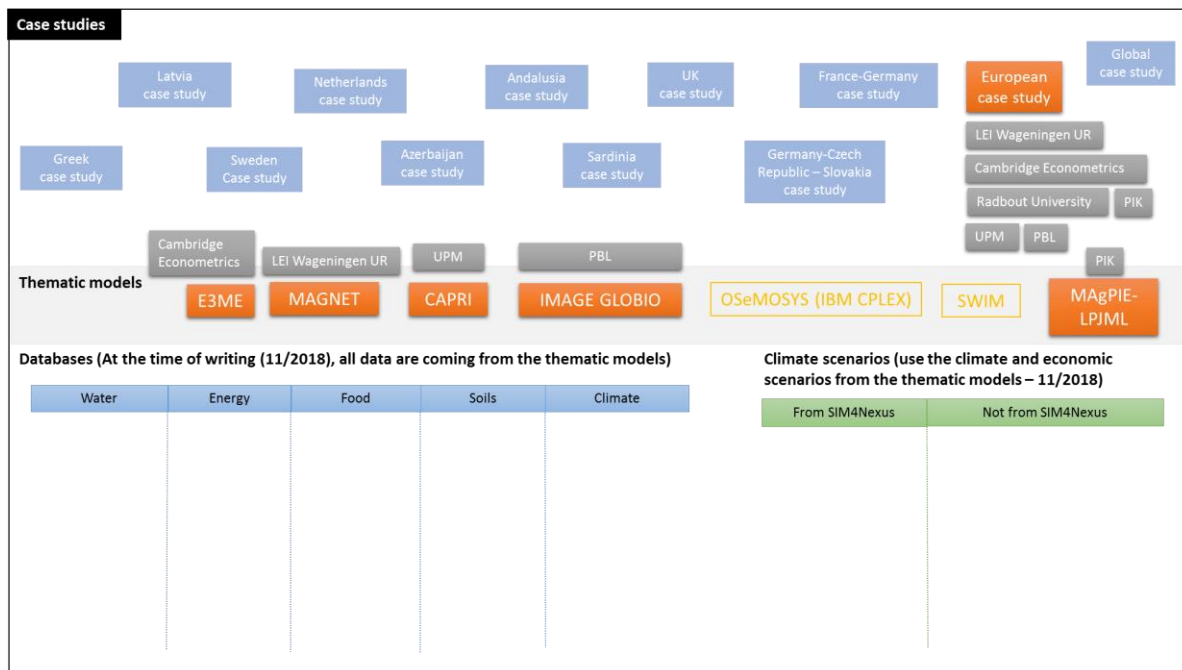 Case studies
Latvia
case study
Netherlands
case study
Andalusia
case study
UK
case study
France-Germany
case study
European
case study
Global
case study
Greek
case study
Sweden
Case study
Azerbaijan
case study
Sardinia
case study
Germany-Czech
Republic – Slovakia
case study
LEI Wageningen UR
Cambridge Econometrics
Radbout University
PIK
UPM
PBL
Cambridge
Econometrics
LEI Wageningen UR
UPM
PBL
PIK
Thematic models
E3ME
MAGNET
CAPRI
IMAGE GLOBIO
OSeMOSYS (IBM CPLEX)
SWIM
MAgPIE-
LPJML
Databases (At the time of writing (11/2018), all data are coming from the thematic models)
Water
Energy
Food
Soils
Climate
Climate scenarios (use the climate and economic
scenarios from the thematic models – 11/2018)
From SIM4Nexus
Not from SIM4Nexus